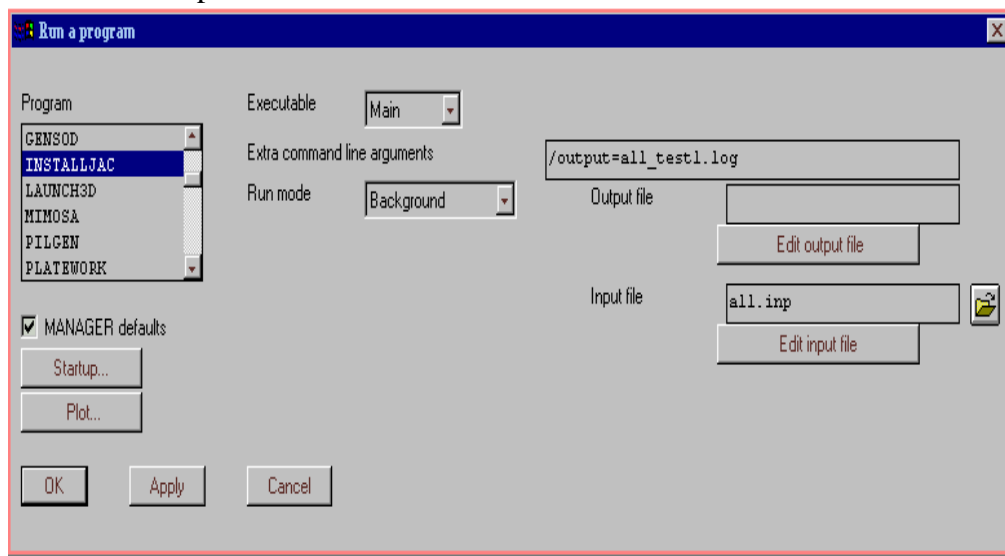 Run a program
Program
GENSOD
INSTALLJAC
LAUNCH3D
MIMOSA
PILGEN
PLATEWORK
Executable
Main
Extra command line arguments
/output=all_test1.log
Run mode
Background
Output file
Edit output file
Input file
all.inp
Edit input file
MANAGER defaults
Startup...
Plot...
OK
Apply
Cancel